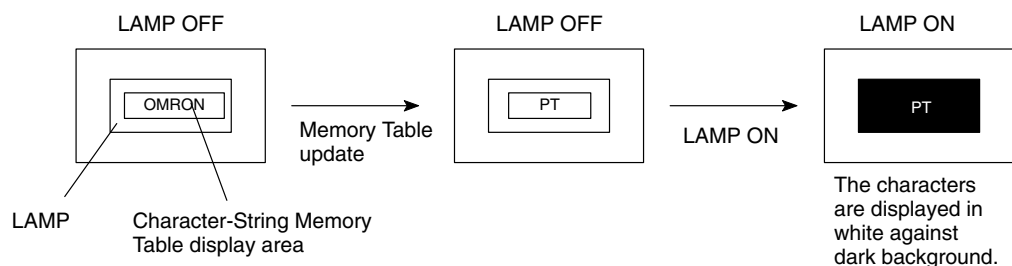 LAMP OFF
LAMP OFF
LAMP ON
OMRON
PT
PT
Memory Table
update
LAMP ON
LAMP
Character-String Memory
Table display area
The characters
are displayed in
white against
dark background.